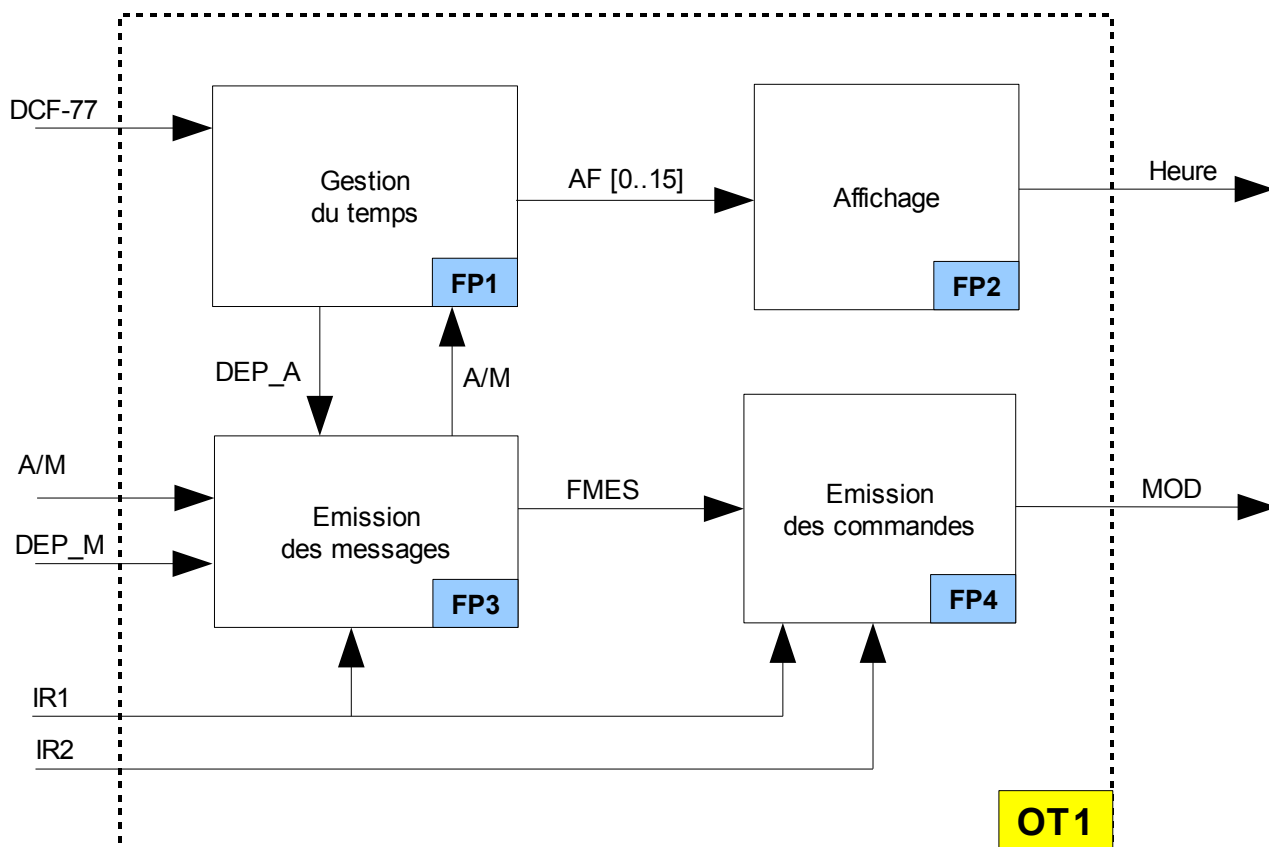 DCF-77
Gestion
du temps
FP1
AF [0..15]
Affichage
FP2
Heure
DEP_A
A/M
A/M
DEP_M
Emission
des messages
FP3
FMES
Emission
des commandes
FP4
MOD
IR1
IR2
OT1